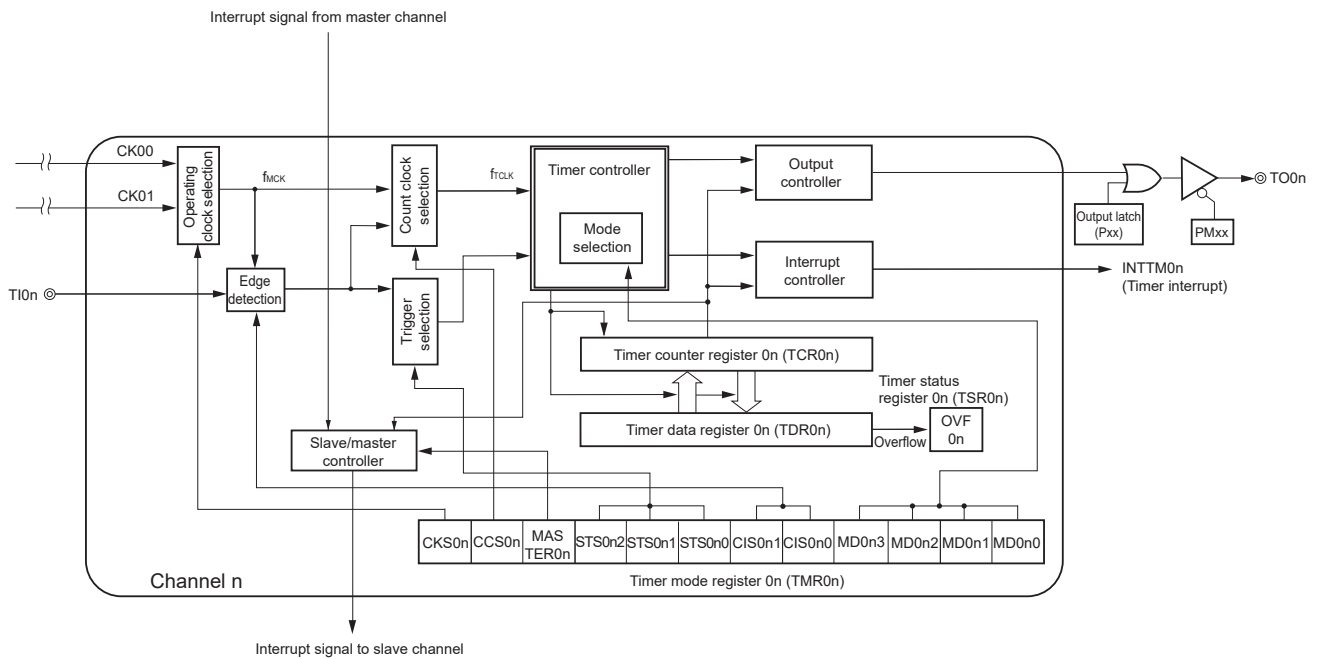 Interrupt signal from master channel
CK00
CK01
Operating
clock selection
fMCK
Count clock
selection
fTCLK
Timer controller
Mode
selection
Output
controller
TO0n
Output latch
(Pxx)
PMxx
Interrupt
controller
INTTM0n
(Timer interrupt)
TI0n
Edge
detection
Trigger
selection
Timer counter register 0n (TCR0n)
Timer status
register 0n (TSR0n)
Slave/master
controller
Timer data register 0n (TDR0n)
Overflow
OVF
0n
CKS0n
CCS0n
MAS
TER0n
STS0n2
STS0n1
STS0n0
CIS0n1
CIS0n0
MD0n3
MD0n2
MD0n1
MD0n0
Channel n
Timer mode register 0n (TMR0n)
Interrupt signal to slave channel